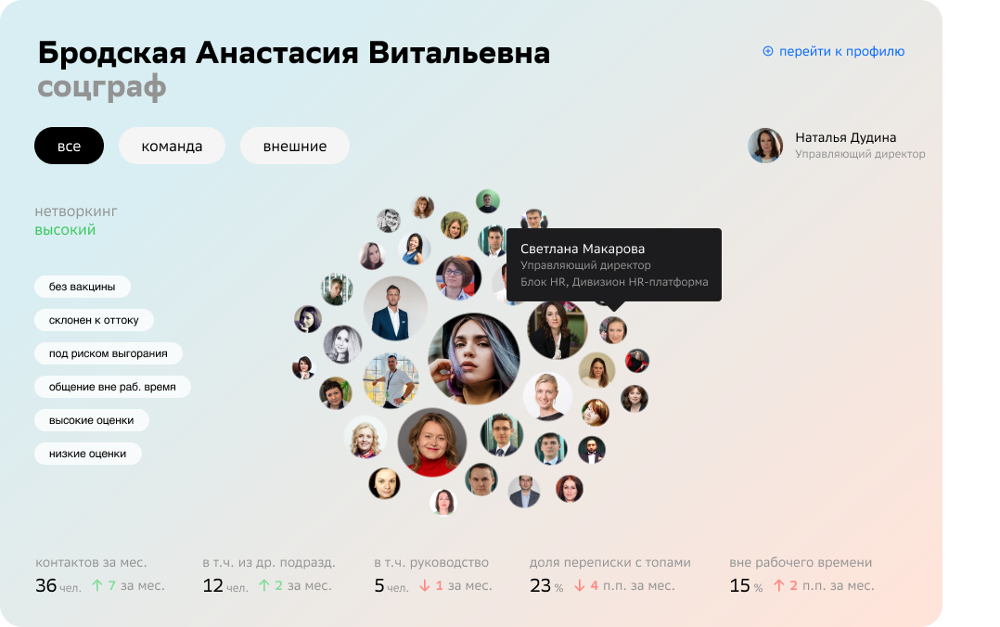 Бродская Анастасия Витальевна
соцграф
перейти к профилю
все
команда
внешние
Наталья Дудина
Управляющий директор
нетворкинг
высокий
Светлана Макарова
Управляющий директор
Блок HR, Дивизион HR-платформа
без вакцины
склонен к оттоку
под риском выгорания
общение вне раб. время
высокие оценки
низкие оценки
контактов за мес.
36 чел. ↑ 7 за мес.
в т.ч. из др. подразд.
12 чел. ↑ 2 за мес.
в т.ч. руководство
5 чел. ↓ 1 за мес.
доля переписки с топами
23 % ↓ 4 п.п. за мес.
вне рабочего времени
15 % ↑ 2 п.п. за мес.